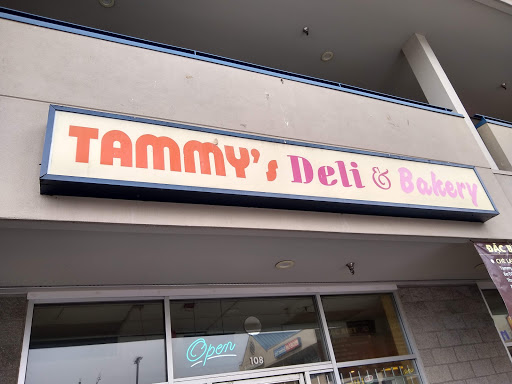 TAMMY's Deli & Bakery
Open
108